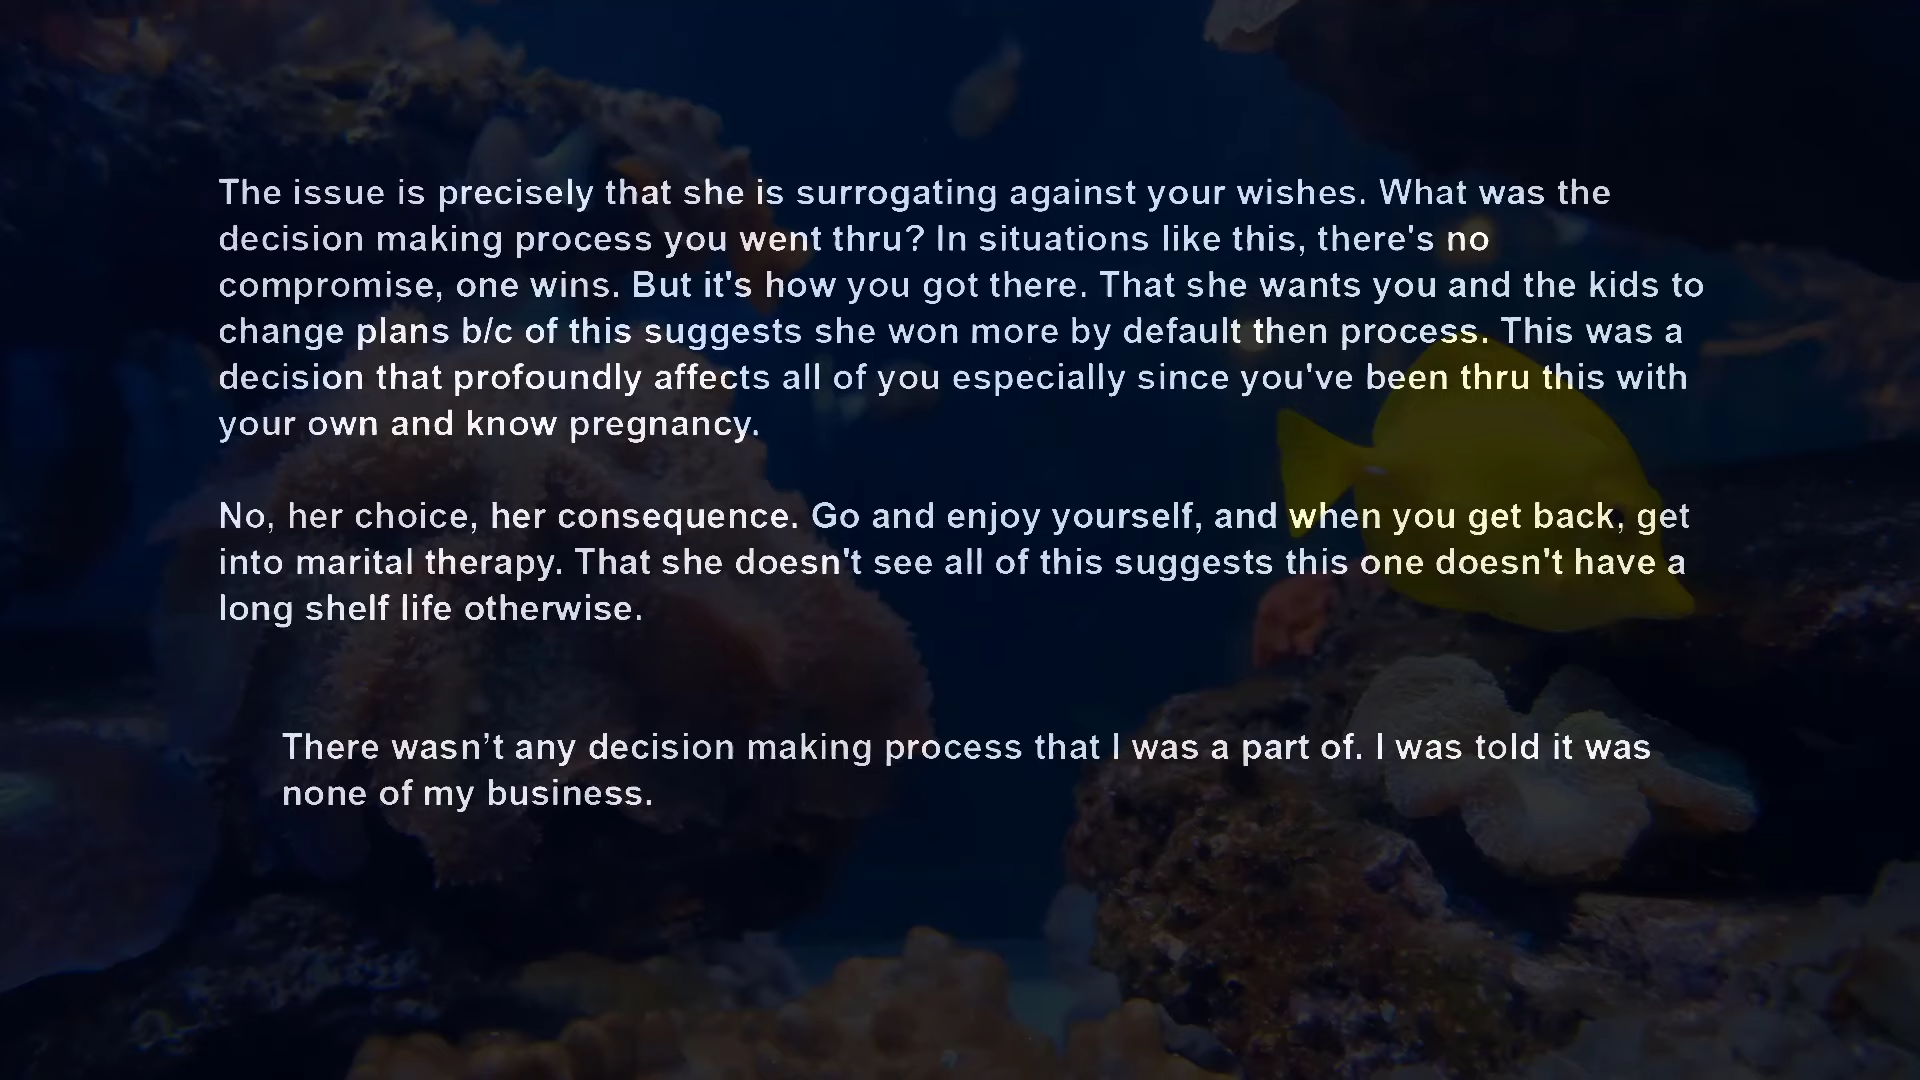 The issue is precisely that she is surrogating against your wishes. What was the
decision making process you went thru? In situations like this, there's no
compromise, one wins. But it's how you got there. That she wants you and the kids to
change plans b/c of this suggests she won more by default then process. This was a
decision that profoundly affects all of you especially since you've been thru this with
your own and know pregnancy.
No, her choice, her consequence. Go and enjoy yourself, and when you get back, get
into marital therapy. That she doesn't see all of this suggests this one doesn't have a
long shelf life otherwise.
There wasn’t any decision making process that I was a part of. I was told it was
none of my business.